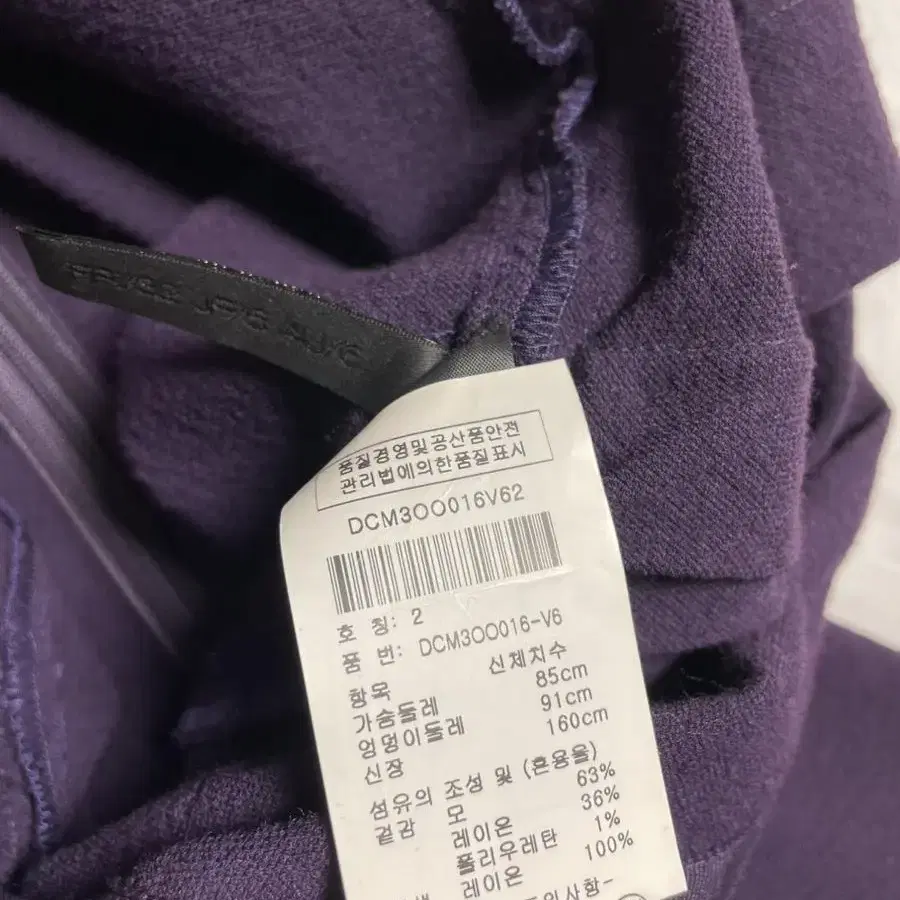 품질경영및공산품안전
관리법에의한품질표시
DCM3OO016V62
호 칭: 2
품 번: DCM3OO016-V6
항목 신체치수
가슴둘레 85cm
엉덩이둘레 91cm
신장 160cm
섬유의 조성 및 (혼용율)
겉감 모 63%
레이온 36%
폴리우레탄 1%
레이온 100%